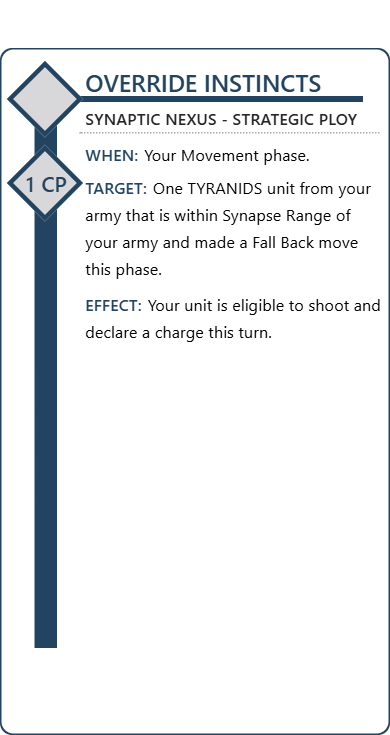 OVERRIDE INSTINCTS
SYNAPTIC NEXUS - STRATEGIC PLOY
WHEN: Your Movement phase.
1 CP
TARGET: One TYRANIDS unit from your
army that is within Synapse Range of
your army and made a Fall Back move
this phase.
EFFECT: Your unit is eligible to shoot and
declare a charge this turn.